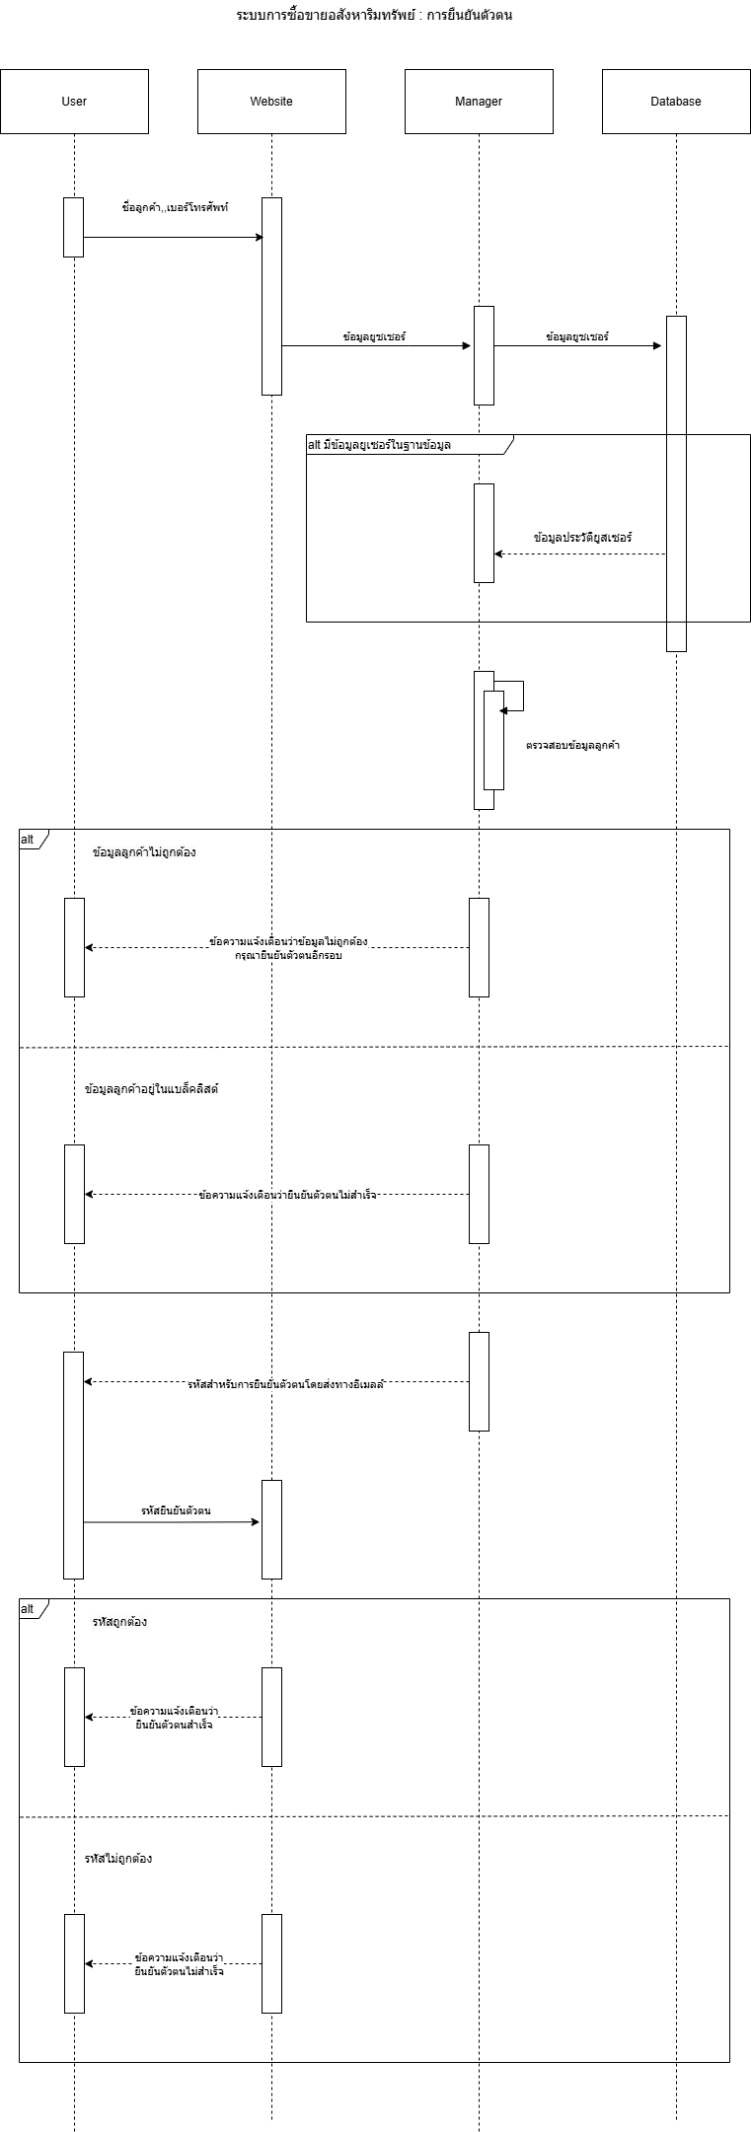 ระบบการซื้อขายอสังหาริมทรัพย์ : การยืนยันตัวตน
User
Website
Manager
Database
ชื่อลูกค้า,,เบอร์โทรศัพท์
ข้อมูลยูซเซอร์
ข้อมูลยูซเซอร์
alt มีข้อมูลยูเซอร์ในฐานข้อมูล
ข้อมูลประวัติยูสเซอร์
ตรวจสอบข้อมูลลูกค้า
alt
ข้อมูลลูกค้าไม่ถูกต้อง
ข้อความแจ้งเตือนว่าข้อมูลไม่ถูกต้อง
กรุณายืนยันตัวตนอีกรอบ
ข้อมูลลูกค้าอยู่ในแบล็คลิสต์
ข้อความแจ้งเตือนว่ายืนยันตัวตนไม่สำเร็จ
รหัสสำหรับการยืนยันตัวตนโดยส่งทางอีเมลล์
รหัสยืนยันตัวตน
alt
รหัสถูกต้อง
ข้อความแจ้งเตือนว่า
ยืนยันตัวตนสำเร็จ
รหัสไม่ถูกต้อง
ข้อความแจ้งเตือนว่า
ยืนยันตัวตนไม่สำเร็จ